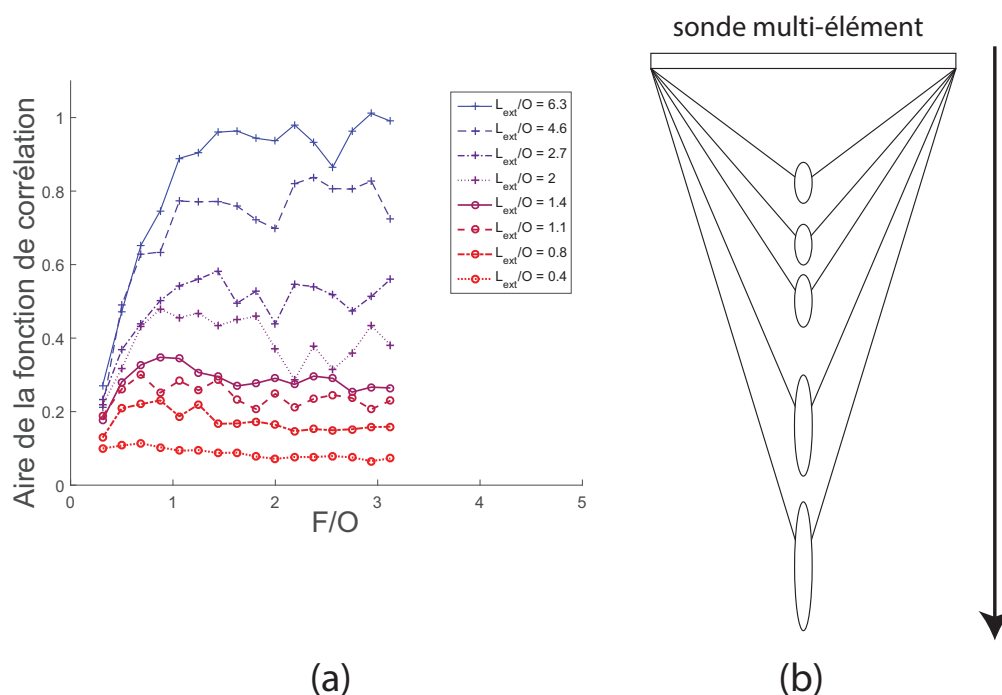 sonde multi-élément
Aire de la fonction de corrélation
1
0.8
0.6
0.4
0.2
0
0 1 2 3 4 5
F/O
L_ext/O = 6.3
L_ext/O = 4.6
L_ext/O = 2.7
L_ext/O = 2
L_ext/O = 1.4
L_ext/O = 1.1
L_ext/O = 0.8
L_ext/O = 0.4
(a) (b)